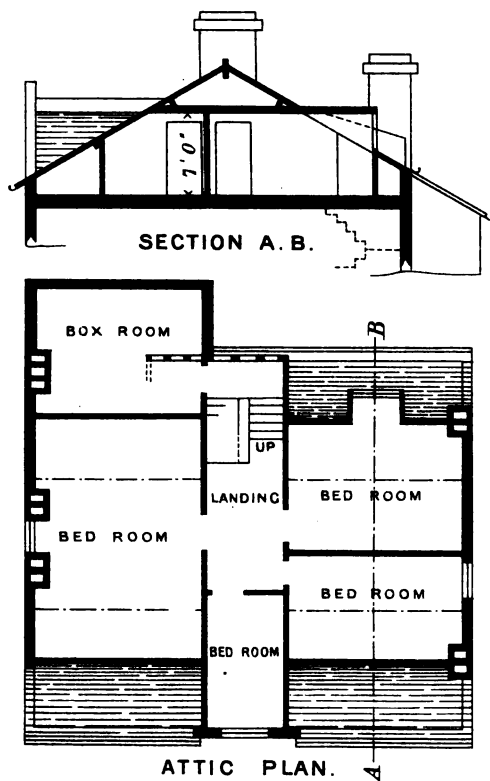 7'0"
SECTION A.B.
BOX ROOM
B
UP
LANDING
BED ROOM
BED ROOM
BED ROOM
BED ROOM
A
ATTIC PLAN.